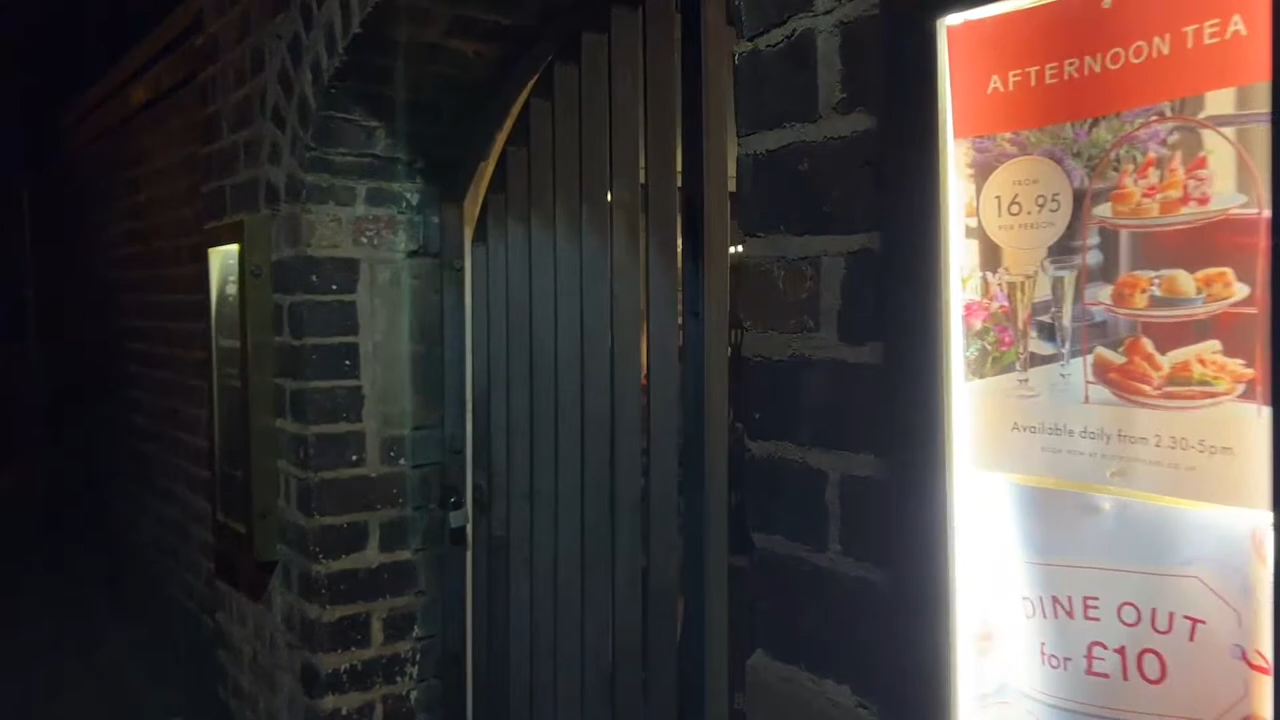 AFTERNOON TEA
FROM
16.95
PER PERSON
Available daily from 2.30-5pm
DINE OUT
for £10